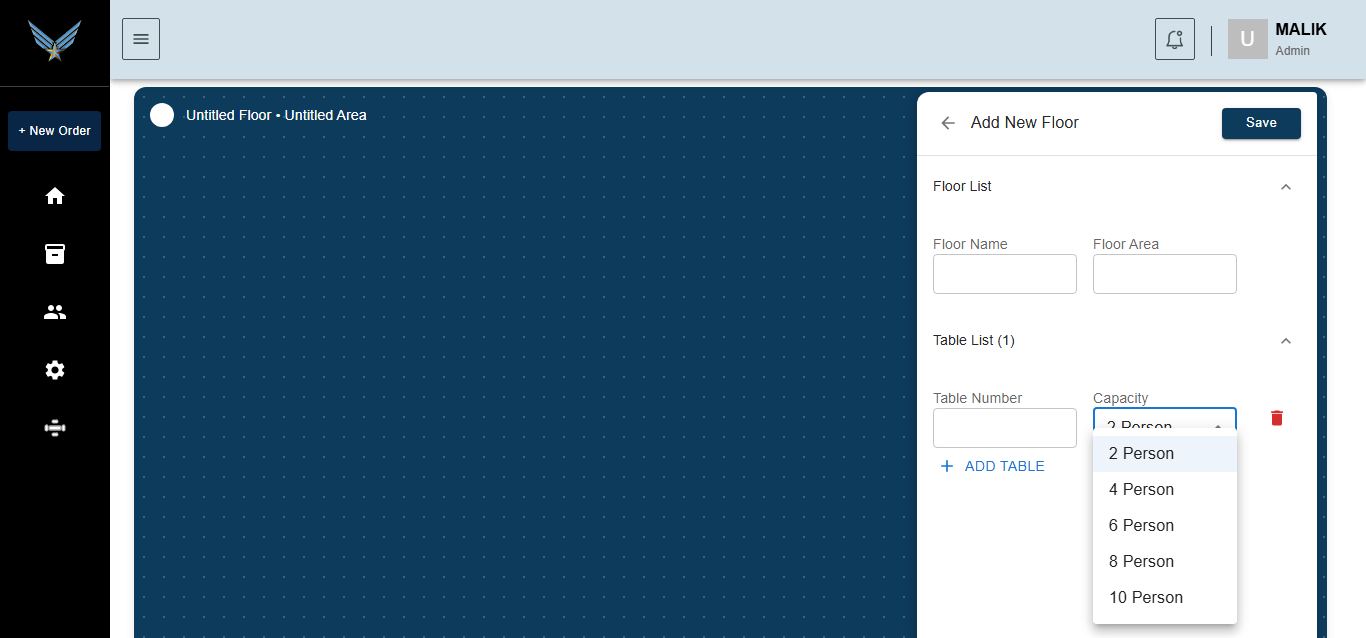 U
MALIK
Admin
+ New Order
Untitled Floor • Untitled Area
Add New Floor
Save
Floor List
Floor Name
Floor Area
Table List (1)
Table Number
Capacity
2 Person
+ ADD TABLE
2 Person
4 Person
6 Person
8 Person
10 Person